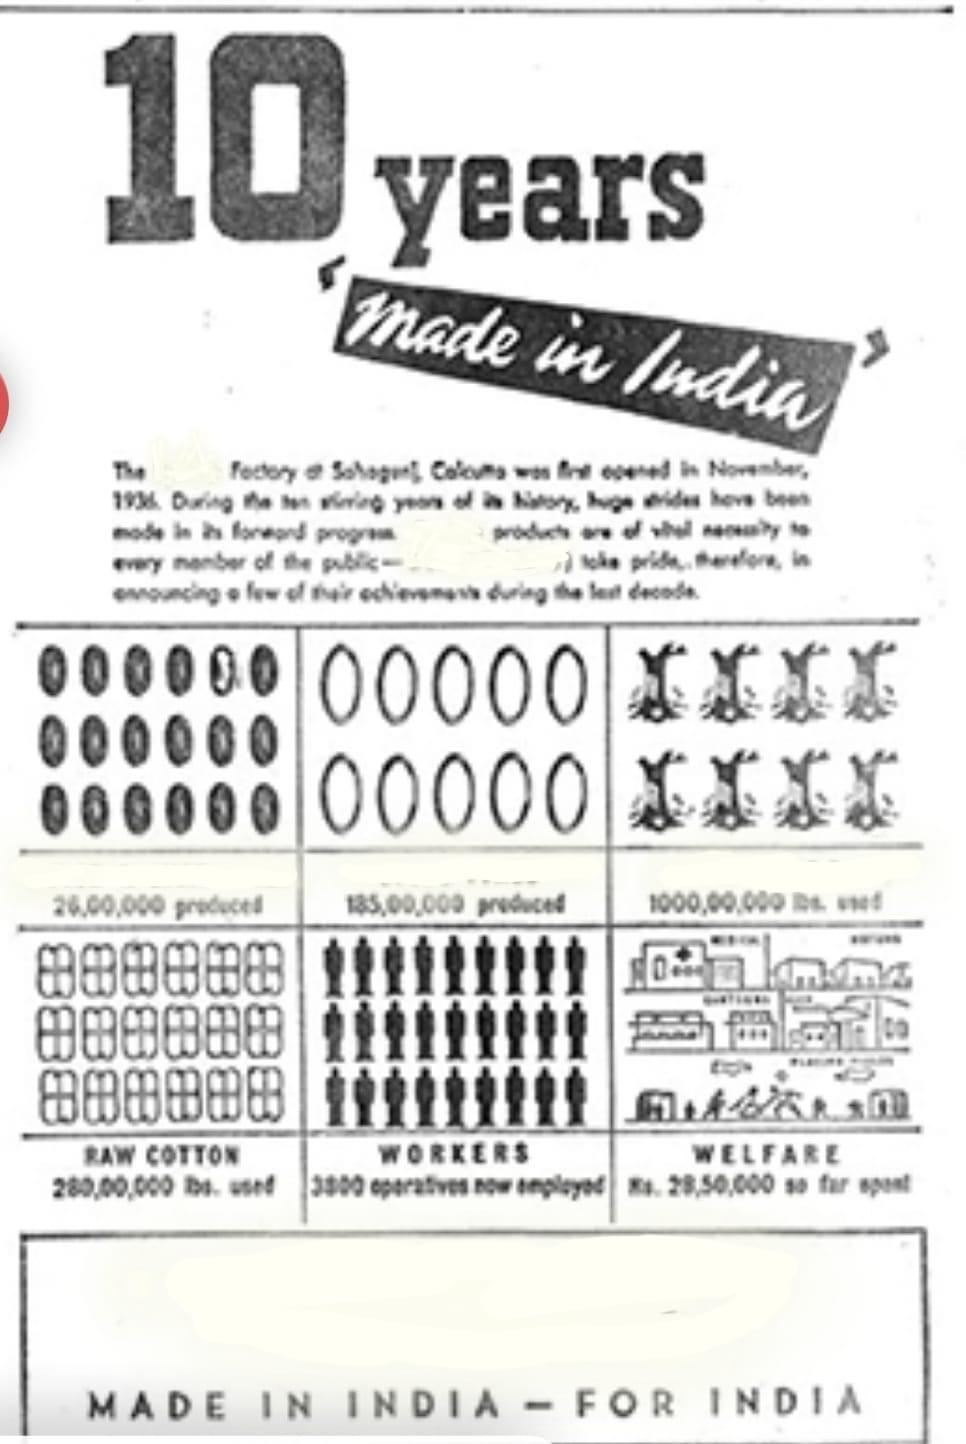 10 years
'Made in India'
The Factory at Sahaganj, Calcutta was first opened in November,
1936. During the ten stirring years of its history, huge strides have been
made in its forward progress. products are of vital necessity to
every member of the public— take pride, therefore, in
announcing a few of their achievements during the last decade.
26,00,000 produced
185,00,000 produced
1000,00,000 lbs. used
MEDICAL
PLAYING FIELDS
RAW COTTON
280,00,000 lbs. used
WORKERS
3800 operatives now employed
WELFARE
Rs. 28,50,000 so far spent
MADE IN INDIA — FOR INDIA